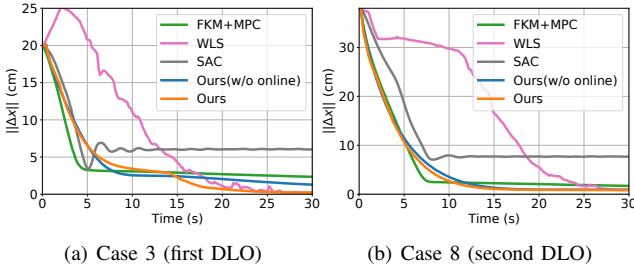 25
20
15
10
5
0
||Δx|| (cm)
0 5 10 15 20 25 30
Time (s)
FKM+MPC
WLS
SAC
Ours(w/o online)
Ours
(a) Case 3 (first DLO)
30
20
10
0
||Δx|| (cm)
0 5 10 15 20 25 30
Time (s)
FKM+MPC
WLS
SAC
Ours(w/o online)
Ours
(b) Case 8 (second DLO)